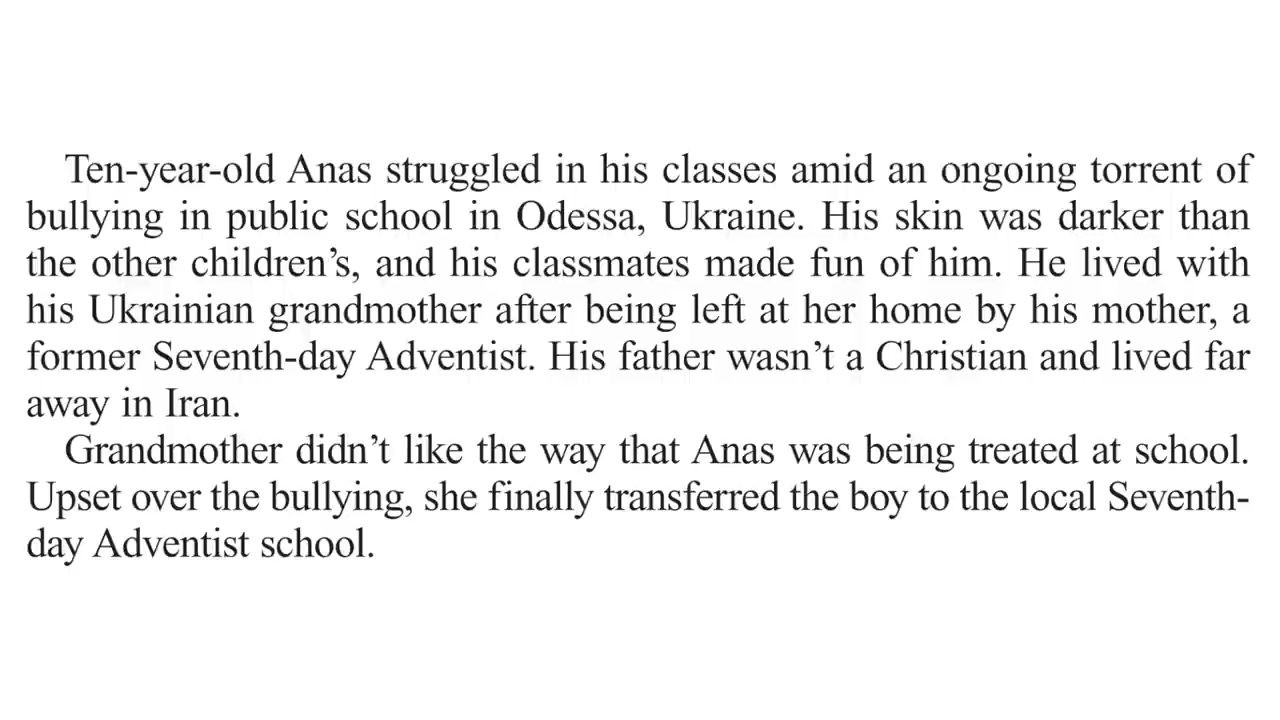 Ten-year-old Anas struggled in his classes amid an ongoing torrent of
bullying in public school in Odessa, Ukraine. His skin was darker than
the other children’s, and his classmates made fun of him. He lived with
his Ukrainian grandmother after being left at her home by his mother, a
former Seventh-day Adventist. His father wasn’t a Christian and lived far
away in Iran.
Grandmother didn’t like the way that Anas was being treated at school.
Upset over the bullying, she finally transferred the boy to the local Seventh-
day Adventist school.